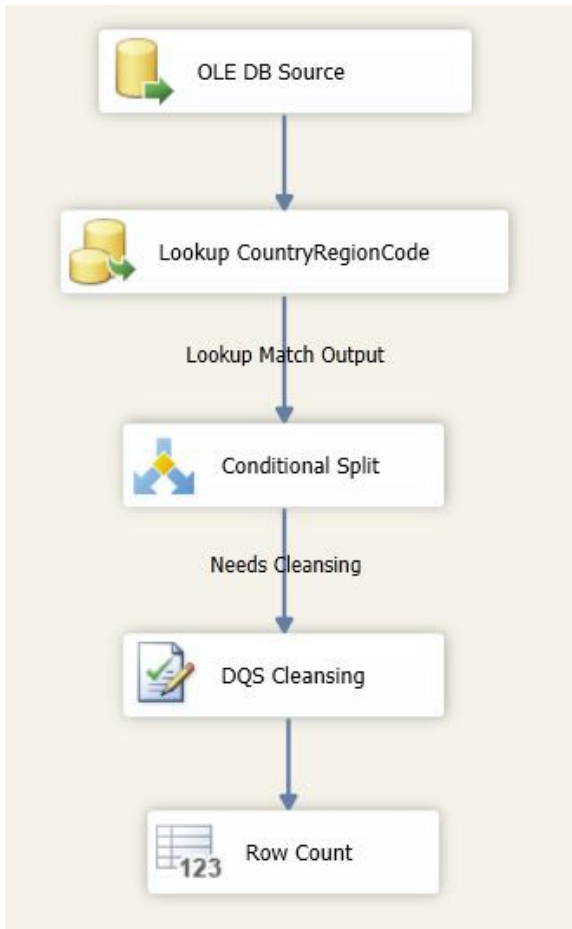 OLE DB Source
Lookup CountryRegionCode
Lookup Match Output
Conditional Split
Needs Cleansing
DQS Cleansing
123
Row Count